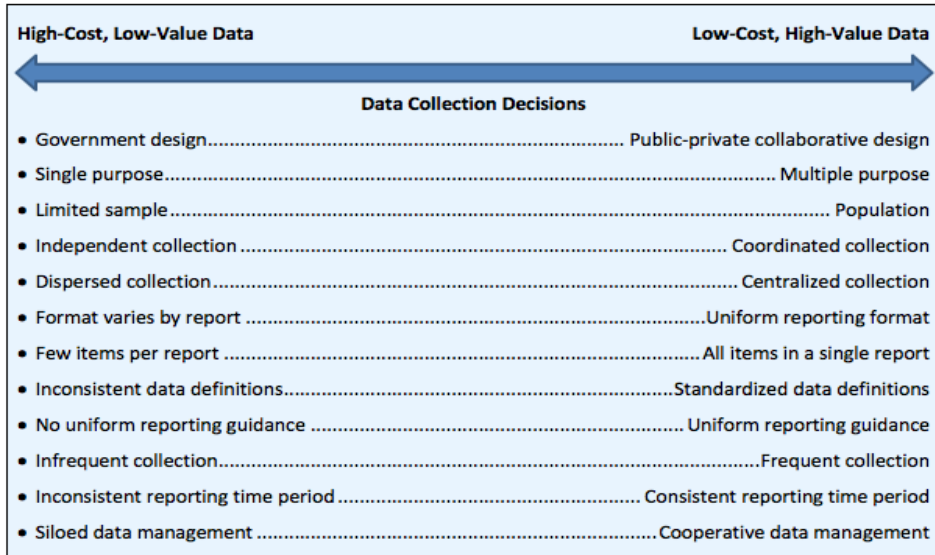 High-Cost, Low-Value Data Low-Cost, High-Value Data
Data Collection Decisions
• Government design........................................................................ Public-private collaborative design
• Single purpose......................................................................................................... Multiple purpose
• Limited sample................................................................................................................ Population
• Independent collection .................................................................................. Coordinated collection
• Dispersed collection........................................................................................ Centralized collection
• Format varies by report ..............................................................................Uniform reporting format
• Few items per report ................................................................................All items in a single report
• Inconsistent data definitions..................................................................Standardized data definitions
• No uniform reporting guidance ............................................................. Uniform reporting guidance
• Infrequent collection.............................................................................................Frequent collection
• Inconsistent reporting time period................................................... Consistent reporting time period
• Siloed data management ...................................................................Cooperative data management